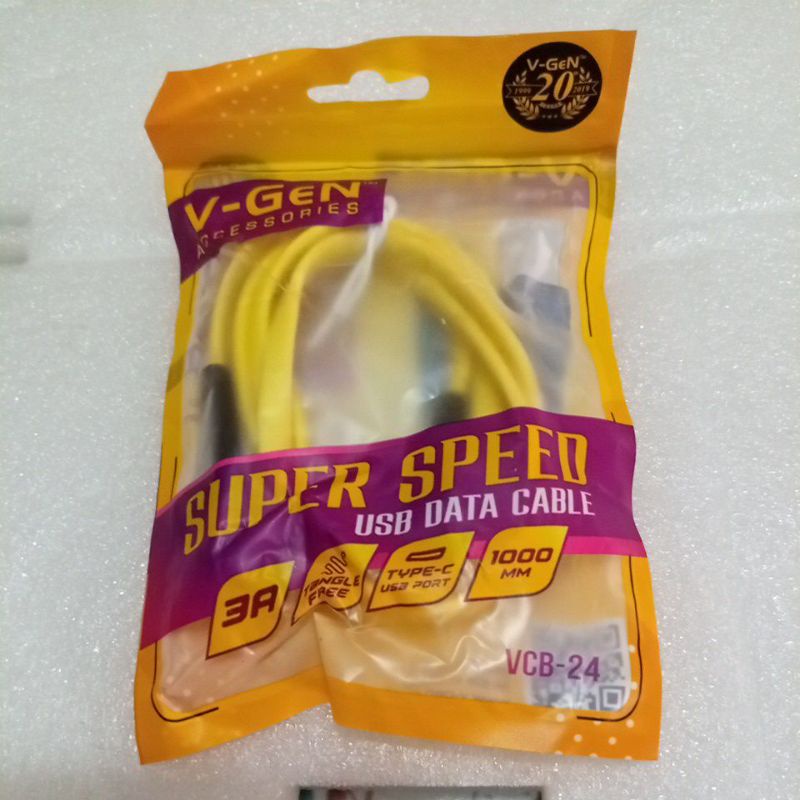 V-GeN
1999 20 2019
V-GeN™
ACCESSORIES
SUPER SPEED
USB DATA CABLE
3A
TANGLE
FREE
TYPE-C
USB PORT
1000
MM
VCB-24